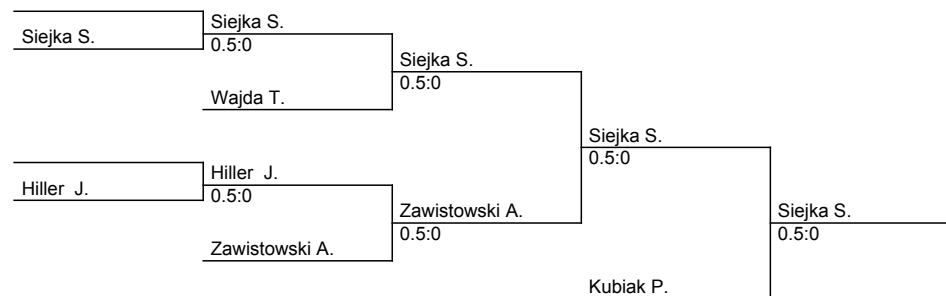 Siejka S.
Siejka S.
0.5:0
Wajda T.
Siejka S.
0.5:0
Hiller  J.
Hiller  J.
0.5:0
Zawistowski A.
Zawistowski A.
0.5:0
Siejka S.
0.5:0
Kubiak P.
Siejka S.
0.5:0